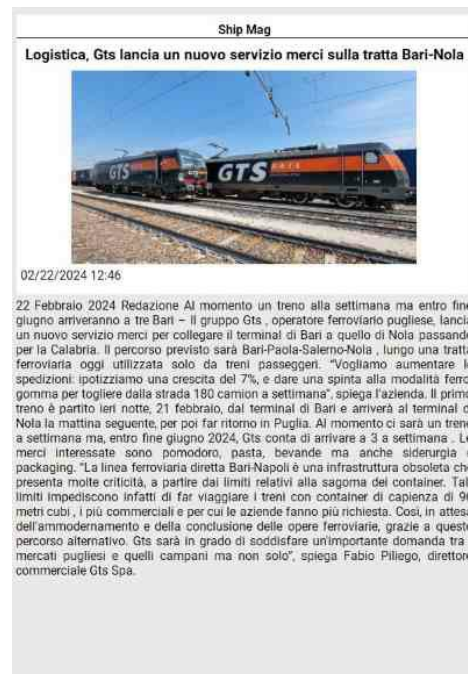 Ship Mag
Logistica, Gts lancia un nuovo servizio merci sulla tratta Bari-Nola
GTS RAIL
GTS
02/22/2024 12:46
22 Febbraio 2024 Redazione Al momento un treno alla settimana ma entro fine
giugno arriveranno a tre Bari – Il gruppo Gts , operatore ferroviario pugliese, lancia
un nuovo servizio merci per collegare il terminal di Bari a quello di Nola passando
per la Calabria. Il percorso previsto sarà Bari-Paola-Salerno-Nola , lungo una tratta
ferroviaria oggi utilizzata solo da treni passeggeri. “Vogliamo aumentare le
spedizioni: ipotizziamo una crescita del 7%, e dare una spinta alla modalità ferro
gomma per togliere dalla strada 180 camion a settimana”, spiega l’azienda. Il primo
treno è partito ieri notte, 21 febbraio, dal terminal di Bari e arriverà al terminal d
Nola la mattina seguente, per poi far ritorno in Puglia. Al momento ci sarà un treno
a settimana ma, entro fine giugno 2024, Gts conta di arrivare a 3 a settimana . Le
merci interessate sono pomodoro, pasta, bevande ma anche siderurgia e
packaging. “La linea ferroviaria diretta Bari-Napoli è una infrastruttura obsoleta che
presenta molte criticità, a partire dai limiti relativi alla sagoma dei container. Tal
limiti impediscono infatti di far viaggiare i treni con container di capienza di 90
metri cubi , i più commerciali e per cui le aziende fanno più richiesta. Così, in attesa
dell’ammodernamento e della conclusione delle opere ferroviarie, grazie a questo
percorso alternativo. Gts sarà in grado di soddisfare un’importante domanda tra i
mercati pugliesi e quelli campani ma non solo”, spiega Fabio Piliego, direttore
commerciale Gts Spa.